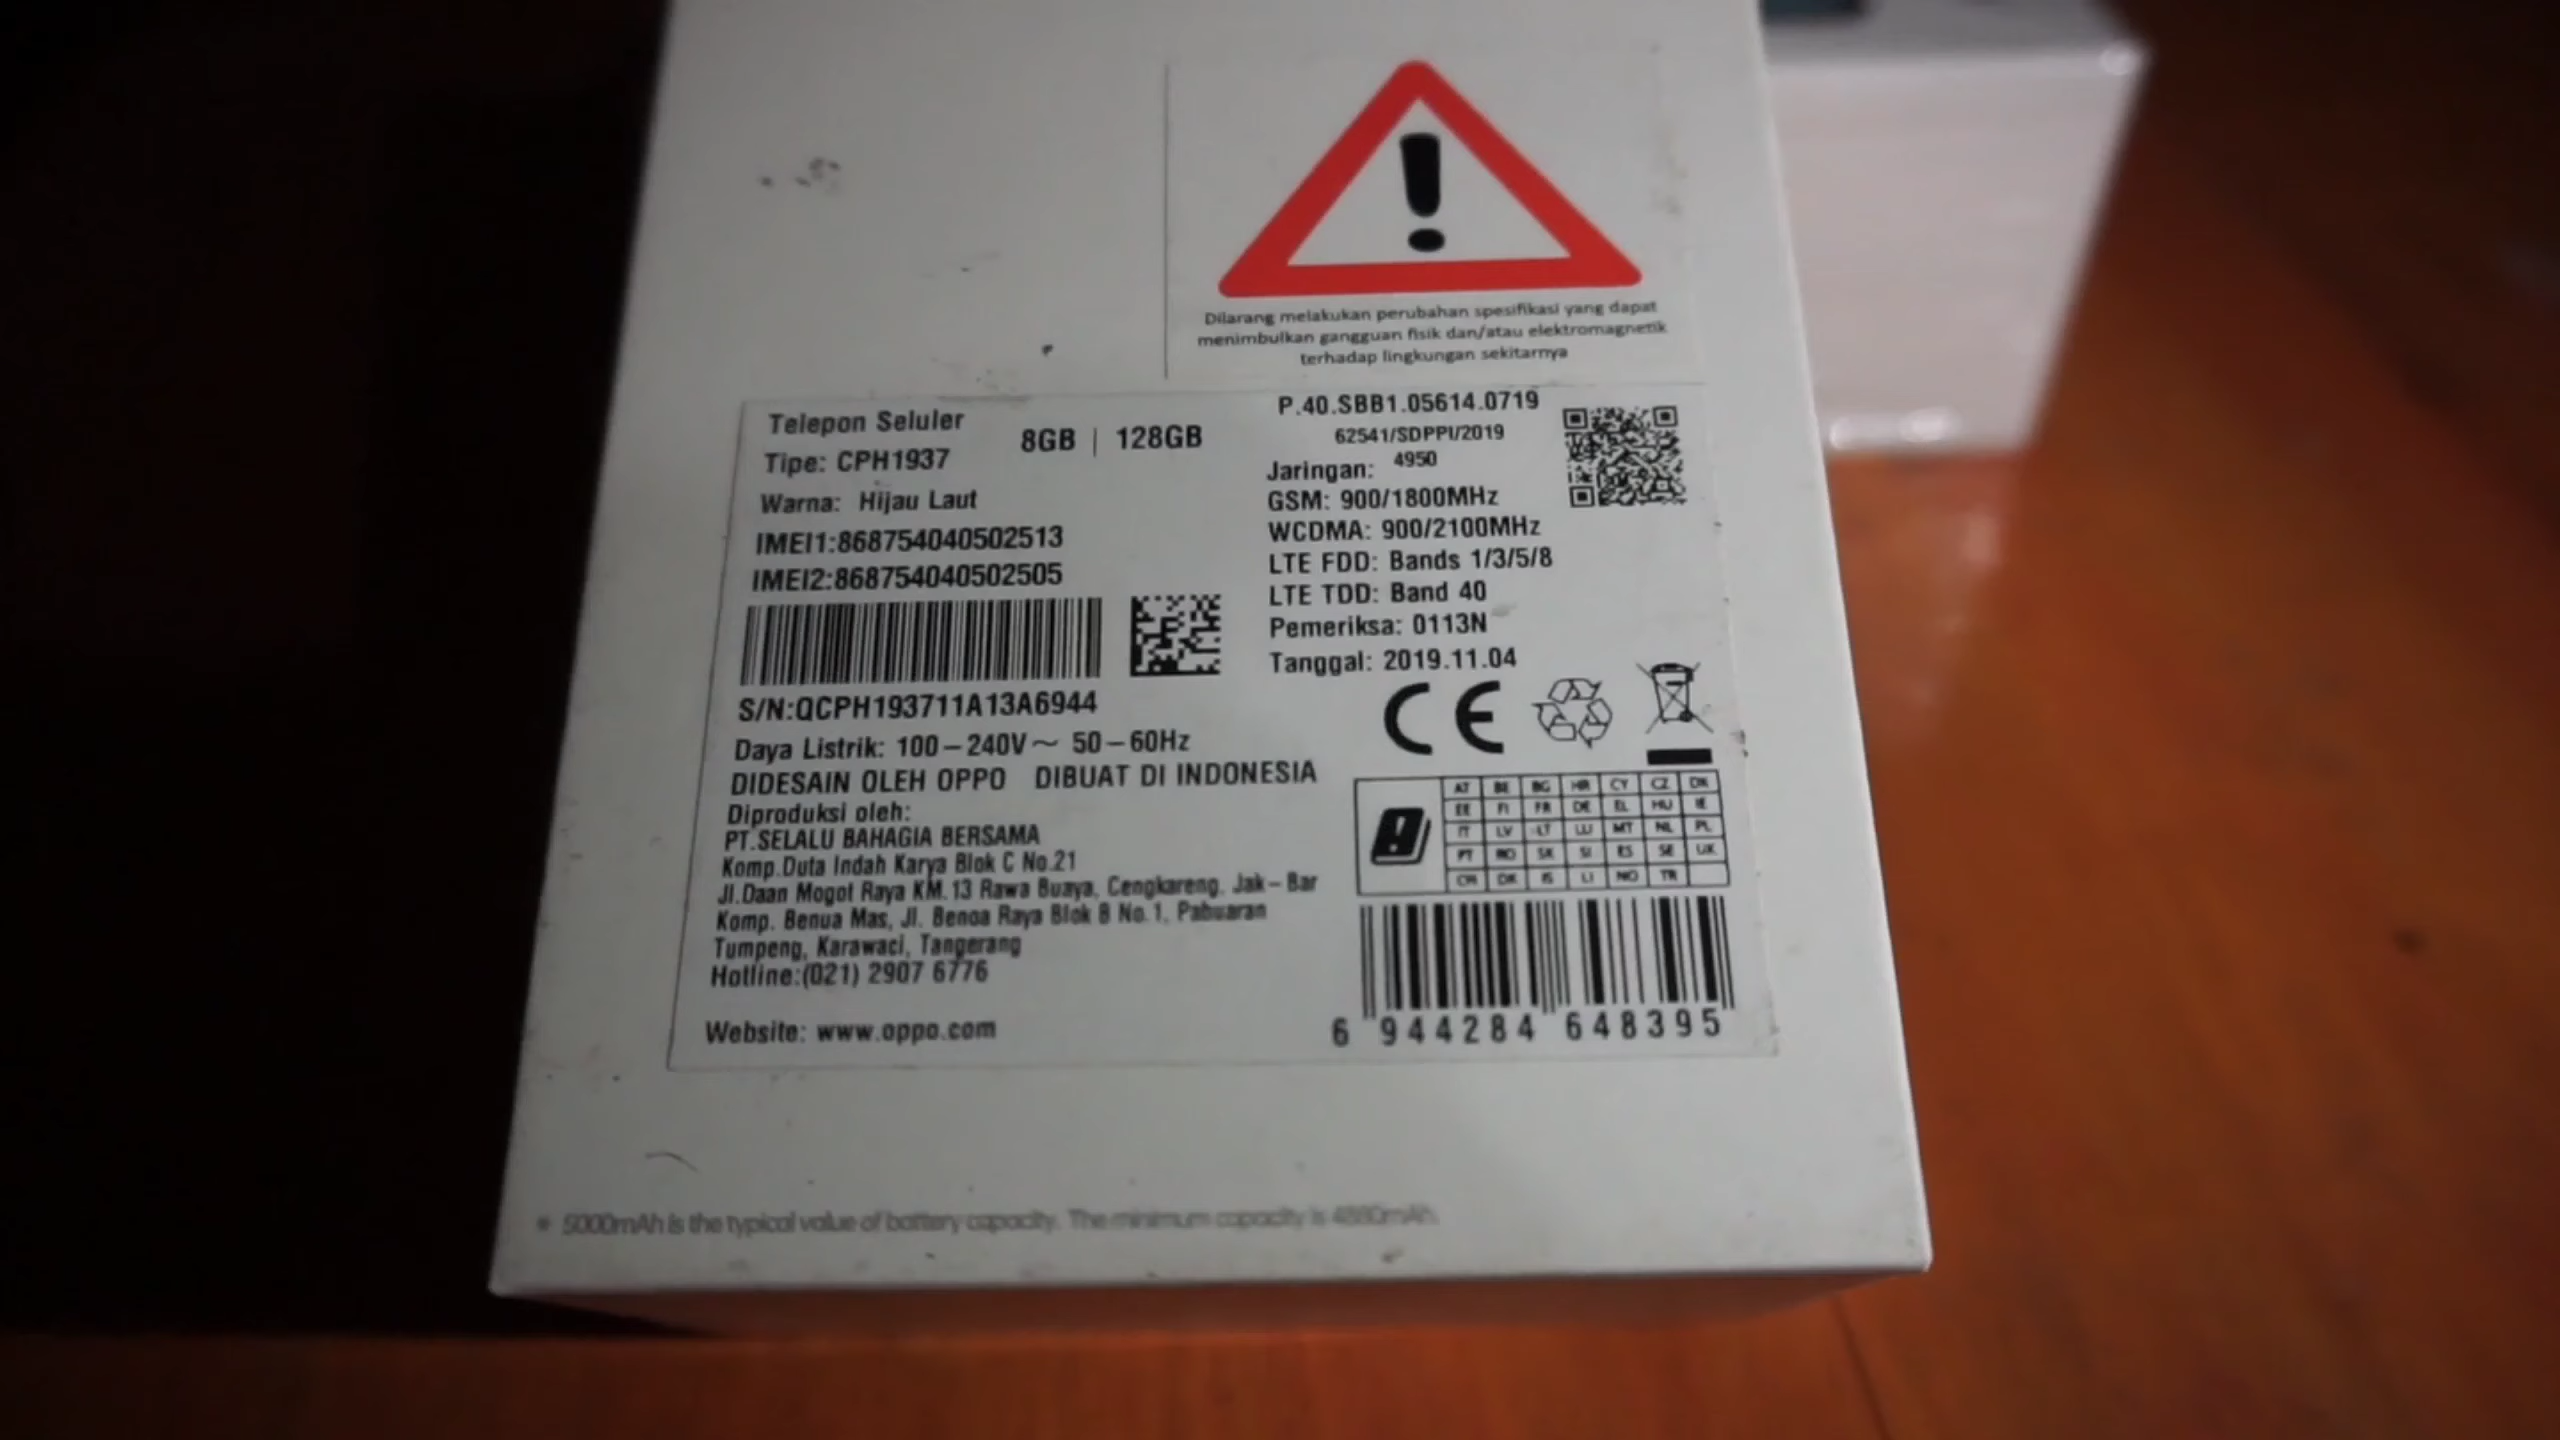 Dilarang melakukan perubahan spesifikasi yang dapat
menimbulkan gangguan fisik dan/atau elektromagnetik
terhadap lingkungan sekitarnya
Telepon Seluler
Tipe: CPH1937
8GB | 128GB
Warna: Hijau Laut
IMEI1:868754040502513
IMEI2:868754040502505
S/N:QCPH193711A13A6944
Daya Listrik: 100–240V~ 50–60Hz
DIDESAIN OLEH OPPO DIBUAT DI INDONESIA
Diproduksi oleh:
PT.SELALU BAHAGIA BERSAMA
Komp.Duta Indah Karya Blok C No.21
Jl.Daan Mogot Raya KM.13 Rawa Buaya, Cengkareng, Jak–Bar
Komp. Benua Mas, Jl. Benoa Raya Blok B No.1, Pabuaran
Tumpeng, Karawaci, Tangerang
Hotline:(021) 2907 6776
Website: www.oppo.com
P.40.SBB1.05614.0719
62541/SDPPI/2019
4950
Jaringan:
GSM: 900/1800MHz
WCDMA: 900/2100MHz
LTE FDD: Bands 1/3/5/8
LTE TDD: Band 40
Pemeriksa: 0113N
Tanggal: 2019.11.04
CE
AT BE BG HR CY CZ DK
EE FI FR DE EL HU IE
IT LV LT LU MT NL PL
PT RO SK SI ES SE UK
IS LI NO TR
6 944284 648395
* 5000mAh is the typical value of battery capacity. The minimum capacity is 4880mAh.